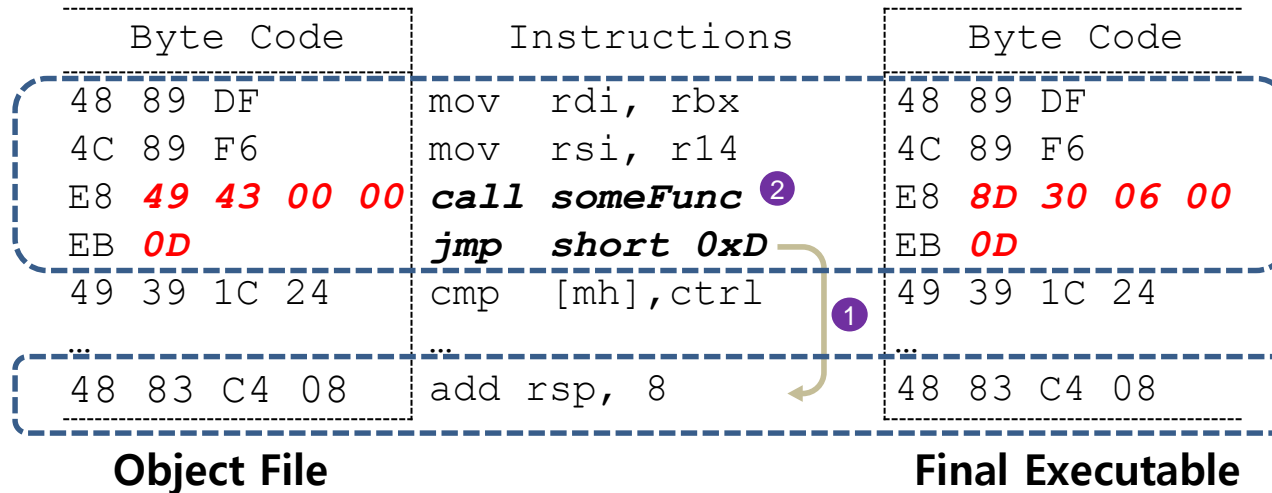 Byte Code Instructions Byte Code
48 89 DF mov rdi, rbx 48 89 DF
4C 89 F6 mov rsi, r14 4C 89 F6
E8 49 43 00 00 call someFunc 2 E8 8D 30 06 00
EB 0D jmp short 0xD EB 0D
49 39 1C 24 cmp [mh],ctrl 49 39 1C 24
1
… … …
48 83 C4 08 add rsp, 8 48 83 C4 08
Object File Final Executable